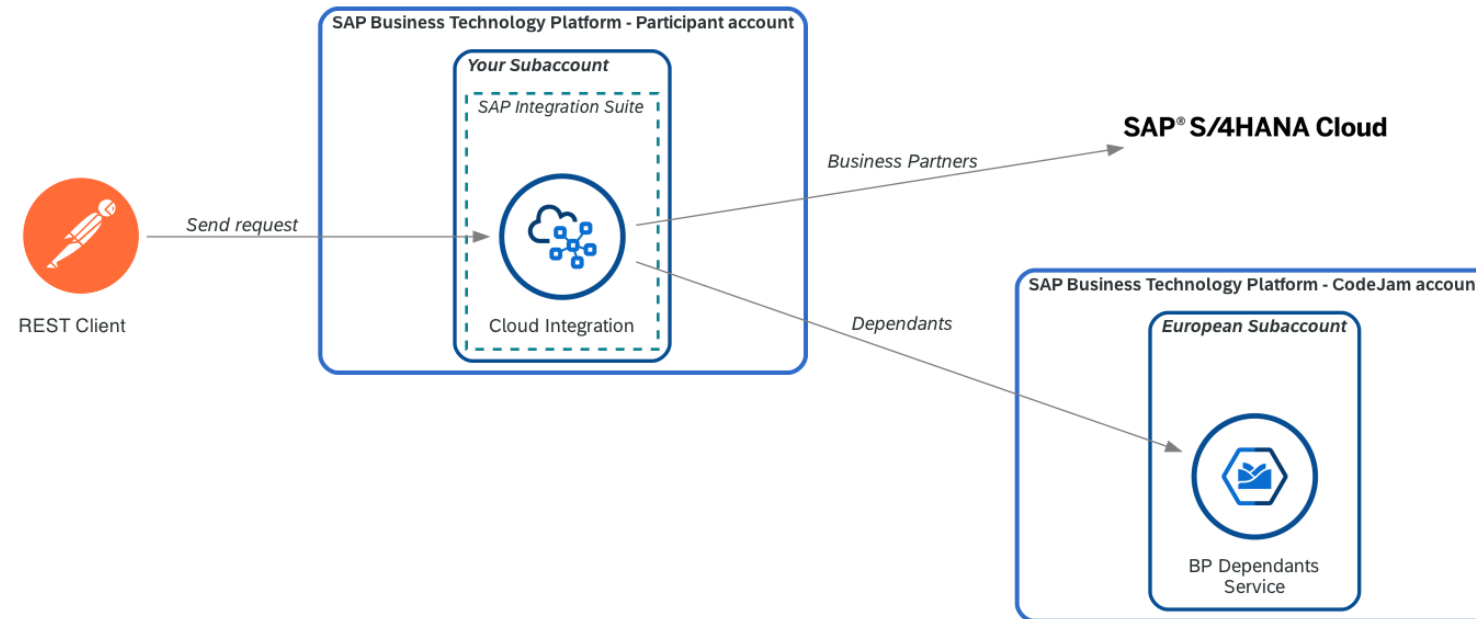 SAP Business Technology Platform - Participant account
Your Subaccount
SAP Integration Suite
SAP® S/4HANA Cloud
Business Partners
Send request
SAP Business Technology Platform - CodeJam account
REST Client
Cloud Integration
Dependants
European Subaccount
BP Dependants
Service